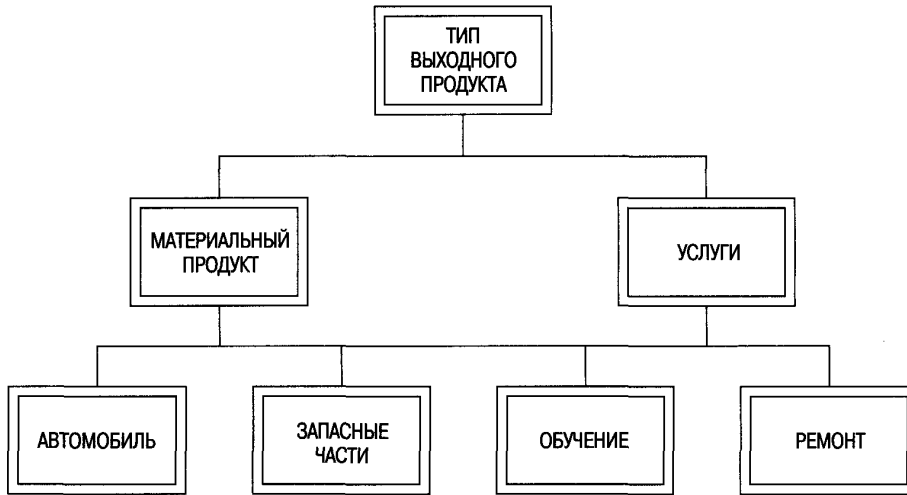 ТИП
ВЫХОДНОГО
ПРОДУКТА
МАТЕРИАЛЬНЫЙ
ПРОДУКТ
УСЛУГИ
АВТОМОБИЛЬ
ЗАПАСНЫЕ
ЧАСТИ
ОБУЧЕНИЕ
РЕМОНТ